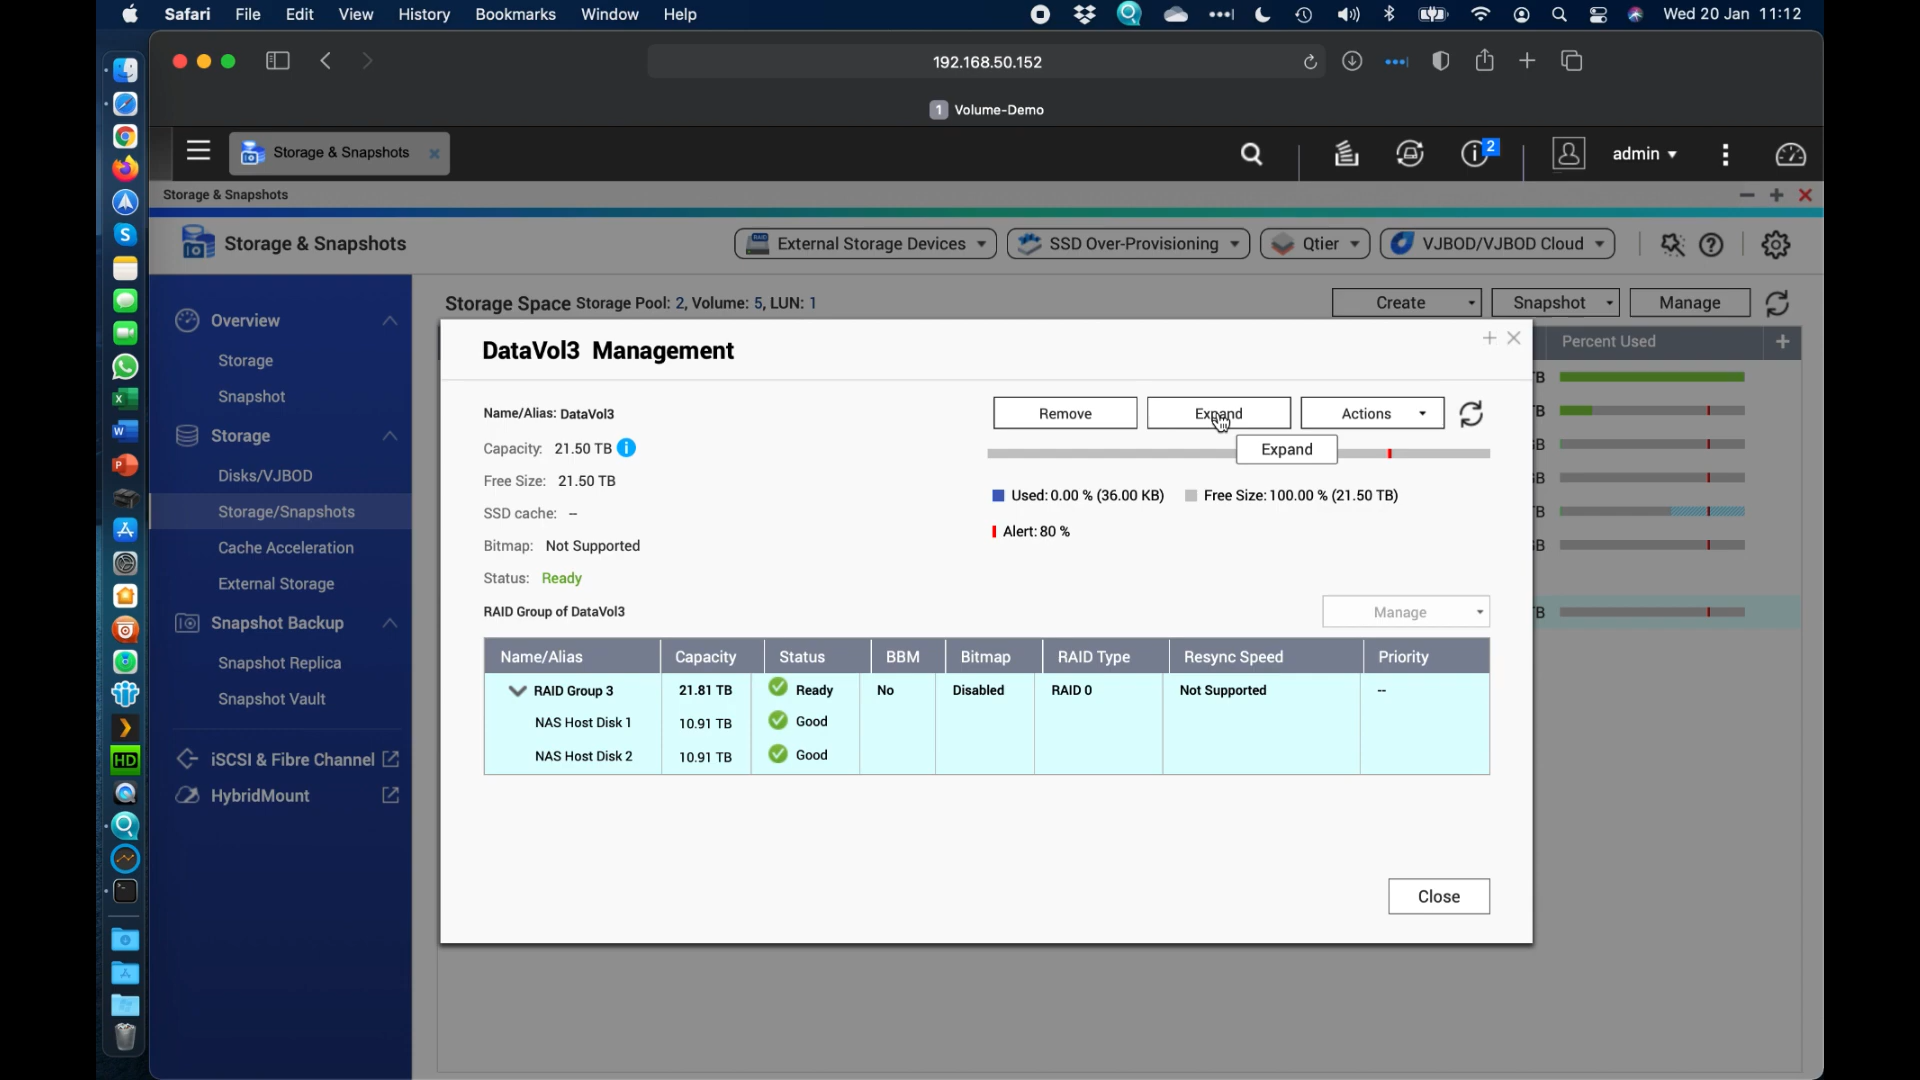 Safari File Edit View History Bookmarks Window Help Wed 20 Jan 11:12
192.168.50.152
1 Volume-Demo
Storage & Snapshots 2 admin
Storage & Snapshots
Storage & Snapshots External Storage Devices SSD Over-Provisioning Qtier VJBOD/VJBOD Cloud
Overview
Storage
Snapshot
Storage
Disks/VJBOD
Storage/Snapshots
Cache Acceleration
External Storage
Snapshot Backup
Snapshot Replica
Snapshot Vault
iSCSI & Fibre Channel
HybridMount
Storage Space Storage Pool: 2, Volume: 5, LUN: 1 Create Snapshot Manage
Percent Used
DataVol3 Management
Name/Alias: DataVol3 Remove Expand Actions
Capacity: 21.50 TB Expand
Free Size: 21.50 TB Used: 0.00 % (36.00 KB) Free Size: 100.00 % (21.50 TB)
SSD cache: --
Alert: 80 %
Bitmap: Not Supported
Status: Ready
RAID Group of DataVol3 Manage
Name/Alias Capacity Status BBM Bitmap RAID Type Resync Speed Priority
RAID Group 3 21.81 TB Ready No Disabled RAID 0 Not Supported --
NAS Host Disk 1 10.91 TB Good
NAS Host Disk 2 10.91 TB Good
Close
HD